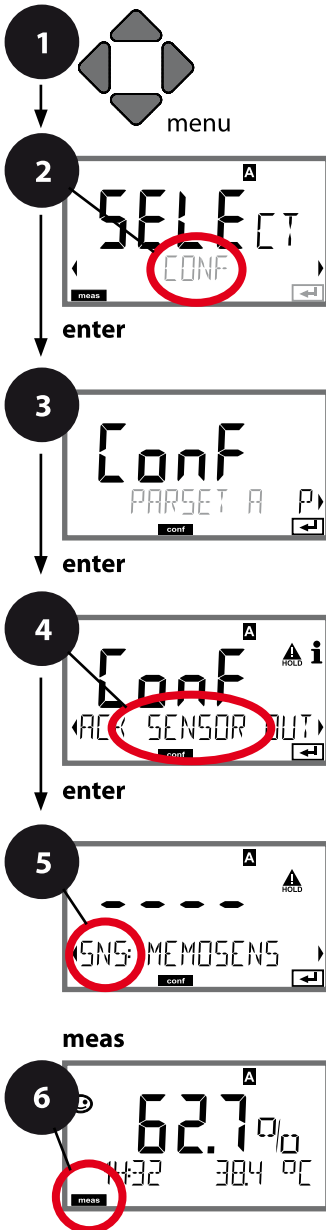 1
menu
2
A
SELECT
CONF
meas
enter
3
ConF
PARSET A P
conf
enter
4
A
ConF
HOLD i
SENSOR OUT
conf
enter
5
A
HOLD
- - - -
SNS: MEMOSENS
conf
meas
6
A
62.7 %
14:32 38.4 °C
meas